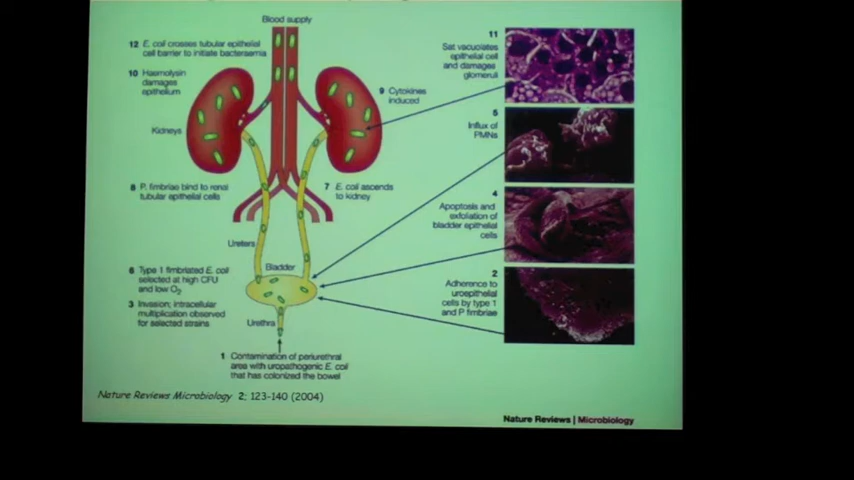 Blood supply
12 E. coli crosses tubular epithelial
cell barrier to initiate bacteraemia
10 Haemolysin
damages
epithelium
Kidneys
9 Cytokines
induced
8 P. fimbriae bind to renal
tubular epithelial cells
7 E. coli ascends
to kidney
Ureters
6 Type 1 fimbriated E. coli
selected at high CFU
and low O2
3 Invasion; intracellular
multiplication observed
for selected strains
Bladder
Urethra
1 Contamination of periurethral
area with uropathogenic E. coli
that has colonized the bowel
11
Sat vacuolates
epithelial cell
and damages
glomeruli
5
Influx of
PMNs
4
Apoptosis and
exfoliation of
bladder epithelial
cells
2
Adherence to
uroepithelial
cells by type 1
and P fimbriae
Nature Reviews Microbiology 2; 123-140 (2004)
Nature Reviews | Microbiology